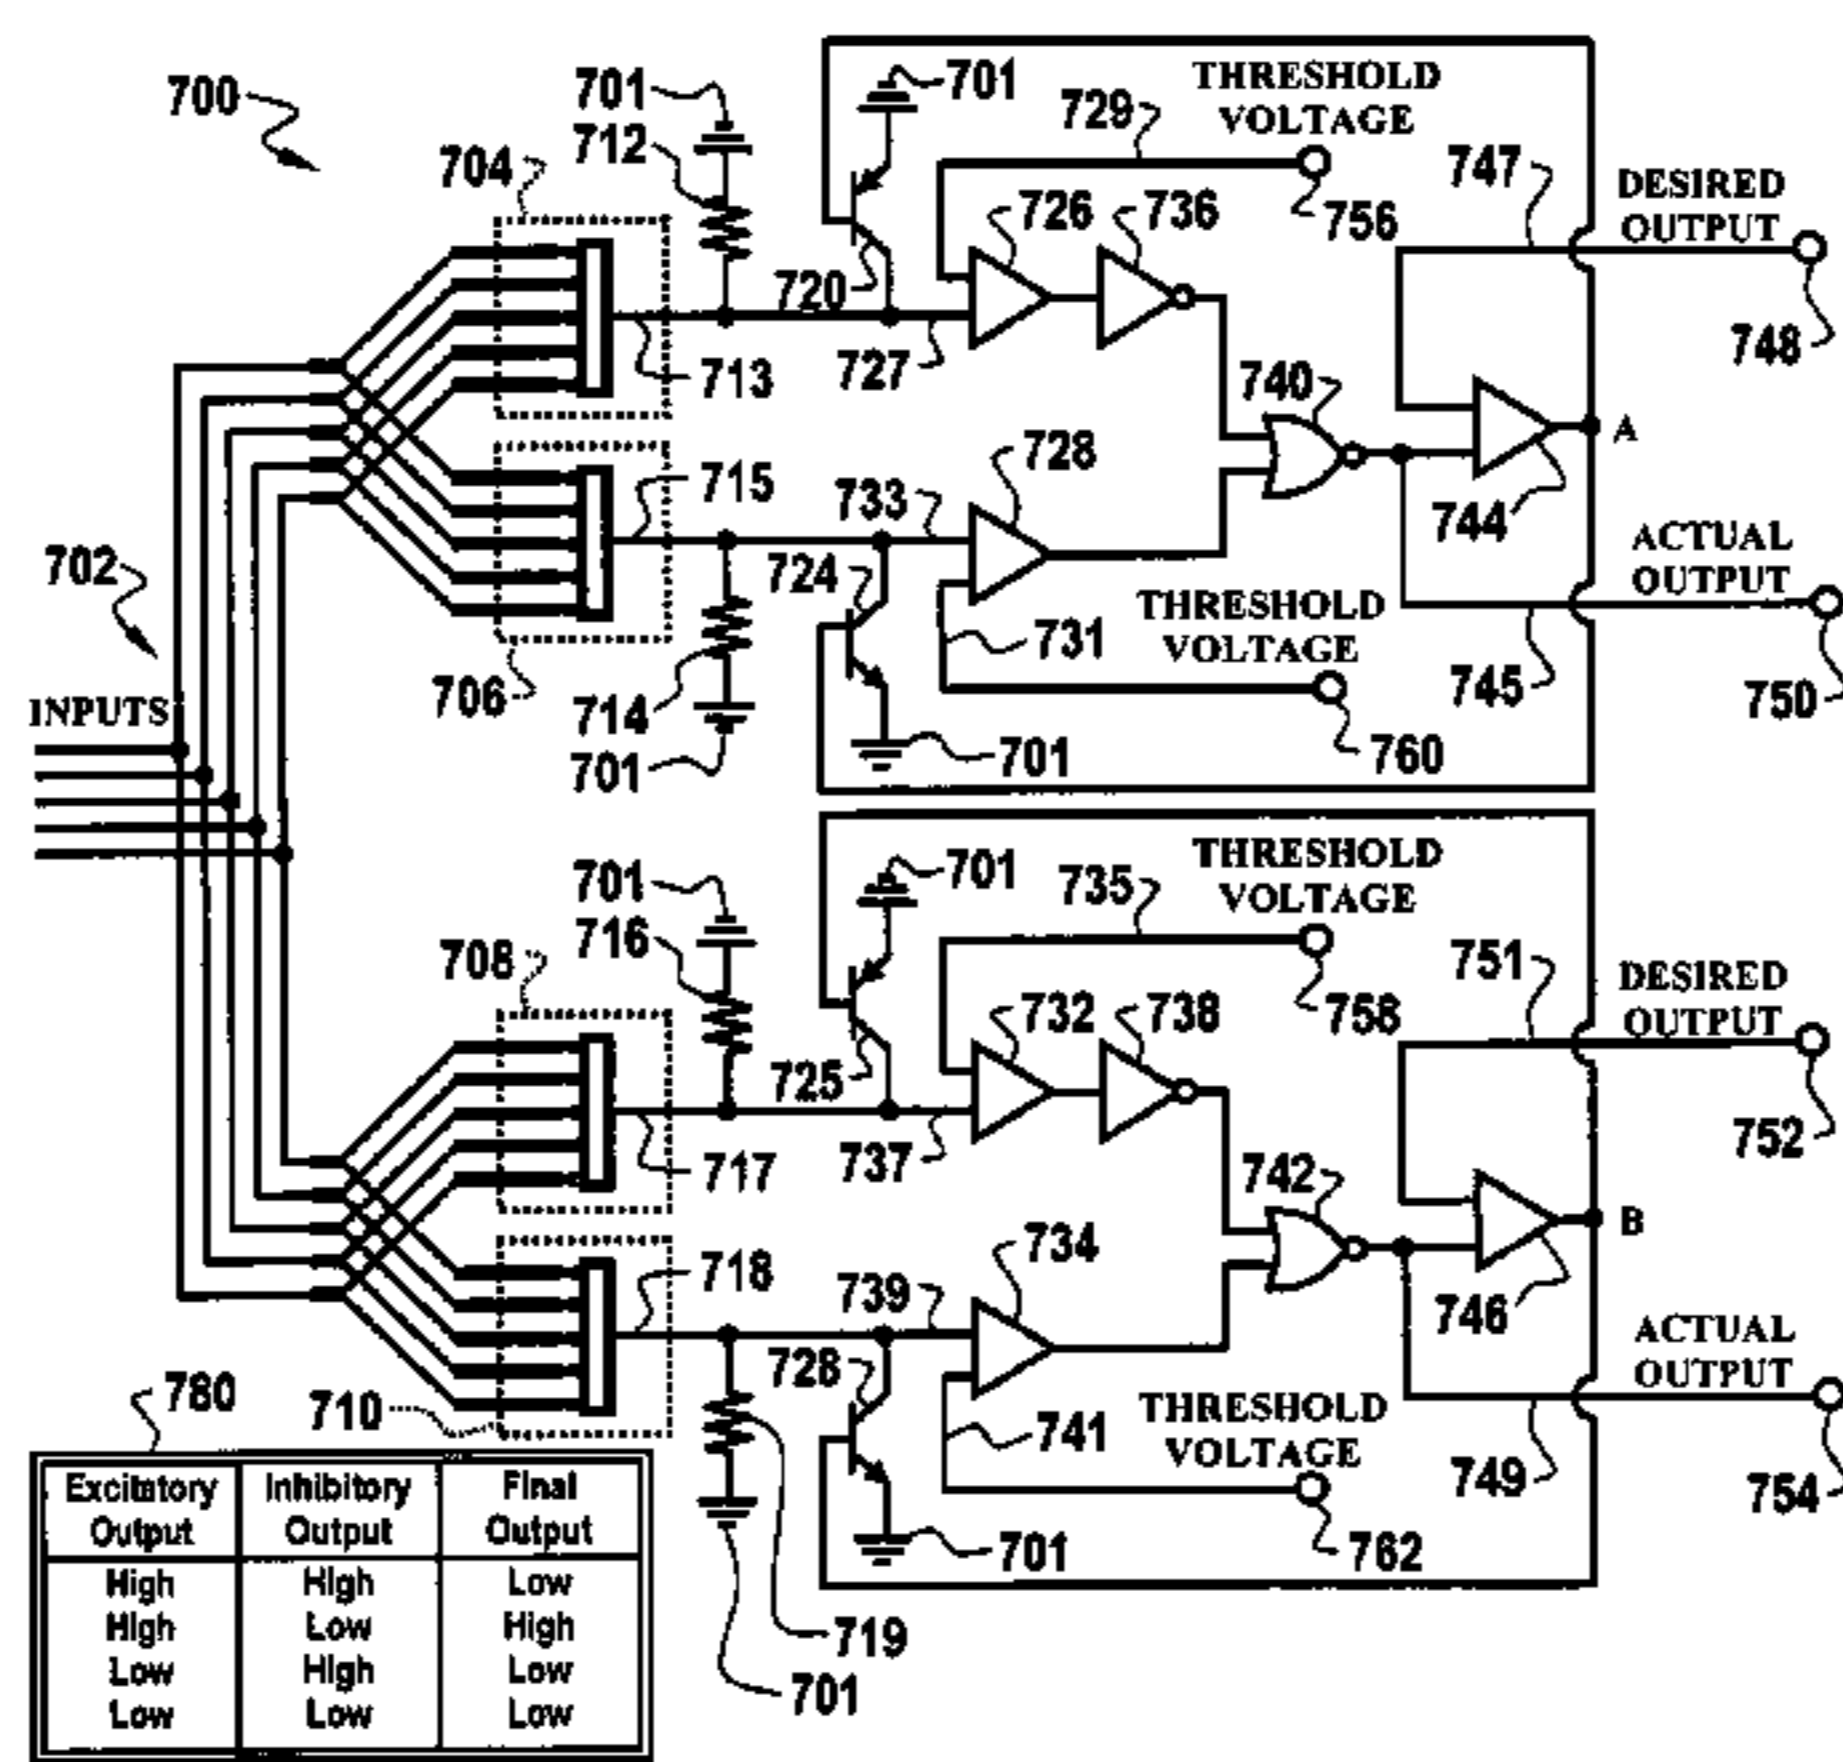 700
701
712
704
701
729
THRESHOLD
VOLTAGE
747
DESIRED
OUTPUT
726
736
756
720
748
713
727
740
A
728
715
733
744
702
724
THRESHOLD
VOLTAGE
ACTUAL
OUTPUT
731
706
714
745
750
INPUTS
701
701
760
701
716
701
735
THRESHOLD
VOLTAGE
751
DESIRED
OUTPUT
708
732
738
758
725
752
717
737
742
B
734
718
739
746
728
THRESHOLD
VOLTAGE
ACTUAL
OUTPUT
780
710
741
749
754
701
762
719
701
Excitatory Output Inhibitory Output Final Output
High High Low
High Low High
Low High Low
Low Low Low